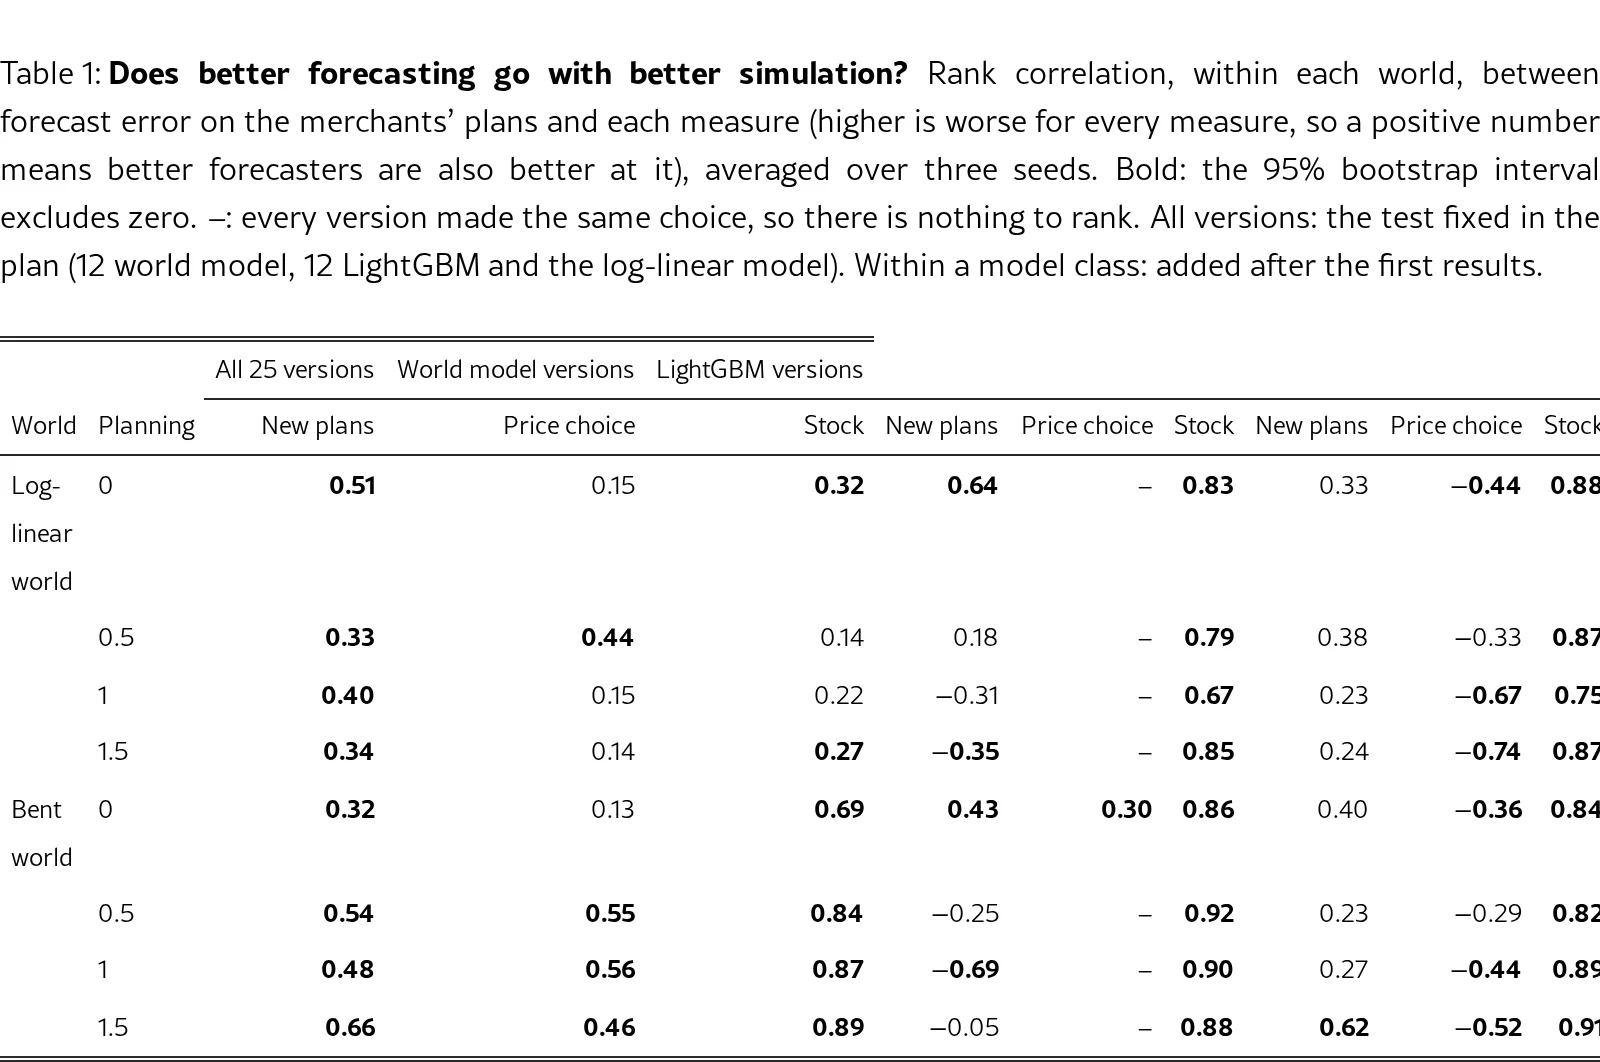 Table 1: Does better forecasting go with better simulation? Rank correlation, within each world, between
forecast error on the merchants’ plans and each measure (higher is worse for every measure, so a positive number
means better forecasters are also better at it), averaged over three seeds. Bold: the 95% bootstrap interval
excludes zero. –: every version made the same choice, so there is nothing to rank. All versions: the test fixed in the
plan (12 world model, 12 LightGBM and the log-linear model). Within a model class: added after the first results.
All 25 versions World model versions LightGBM versions
World Planning New plans Price choice Stock New plans Price choice Stock New plans Price choice Stock
Log- 0 0.51 0.15 0.32 0.64 – 0.83 0.33 −0.44 0.88
linear
world
0.5 0.33 0.44 0.14 0.18 – 0.79 0.38 −0.33 0.87
1 0.40 0.15 0.22 −0.31 – 0.67 0.23 −0.67 0.75
1.5 0.34 0.14 0.27 −0.35 – 0.85 0.24 −0.74 0.87
Bent 0 0.32 0.13 0.69 0.43 0.30 0.86 0.40 −0.36 0.84
world
0.5 0.54 0.55 0.84 −0.25 – 0.92 0.23 −0.29 0.82
1 0.48 0.56 0.87 −0.69 – 0.90 0.27 −0.44 0.89
1.5 0.66 0.46 0.89 −0.05 – 0.88 0.62 −0.52 0.91